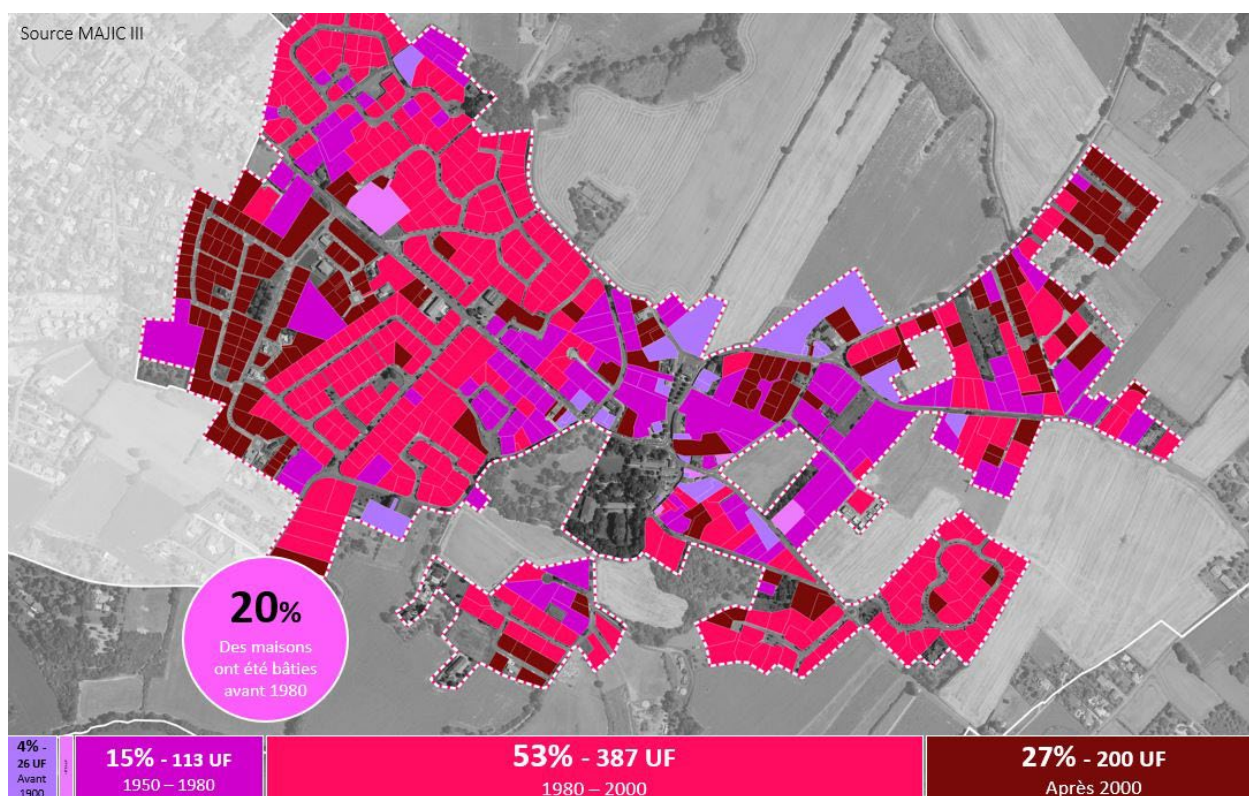 Source MAJIC III
20%
Des maisons
ont été bâties
avant 1980
4% -
26 UF
Avant
1900
15% - 113 UF
1950 – 1980
53% - 387 UF
1980 – 2000
27% - 200 UF
Après 2000